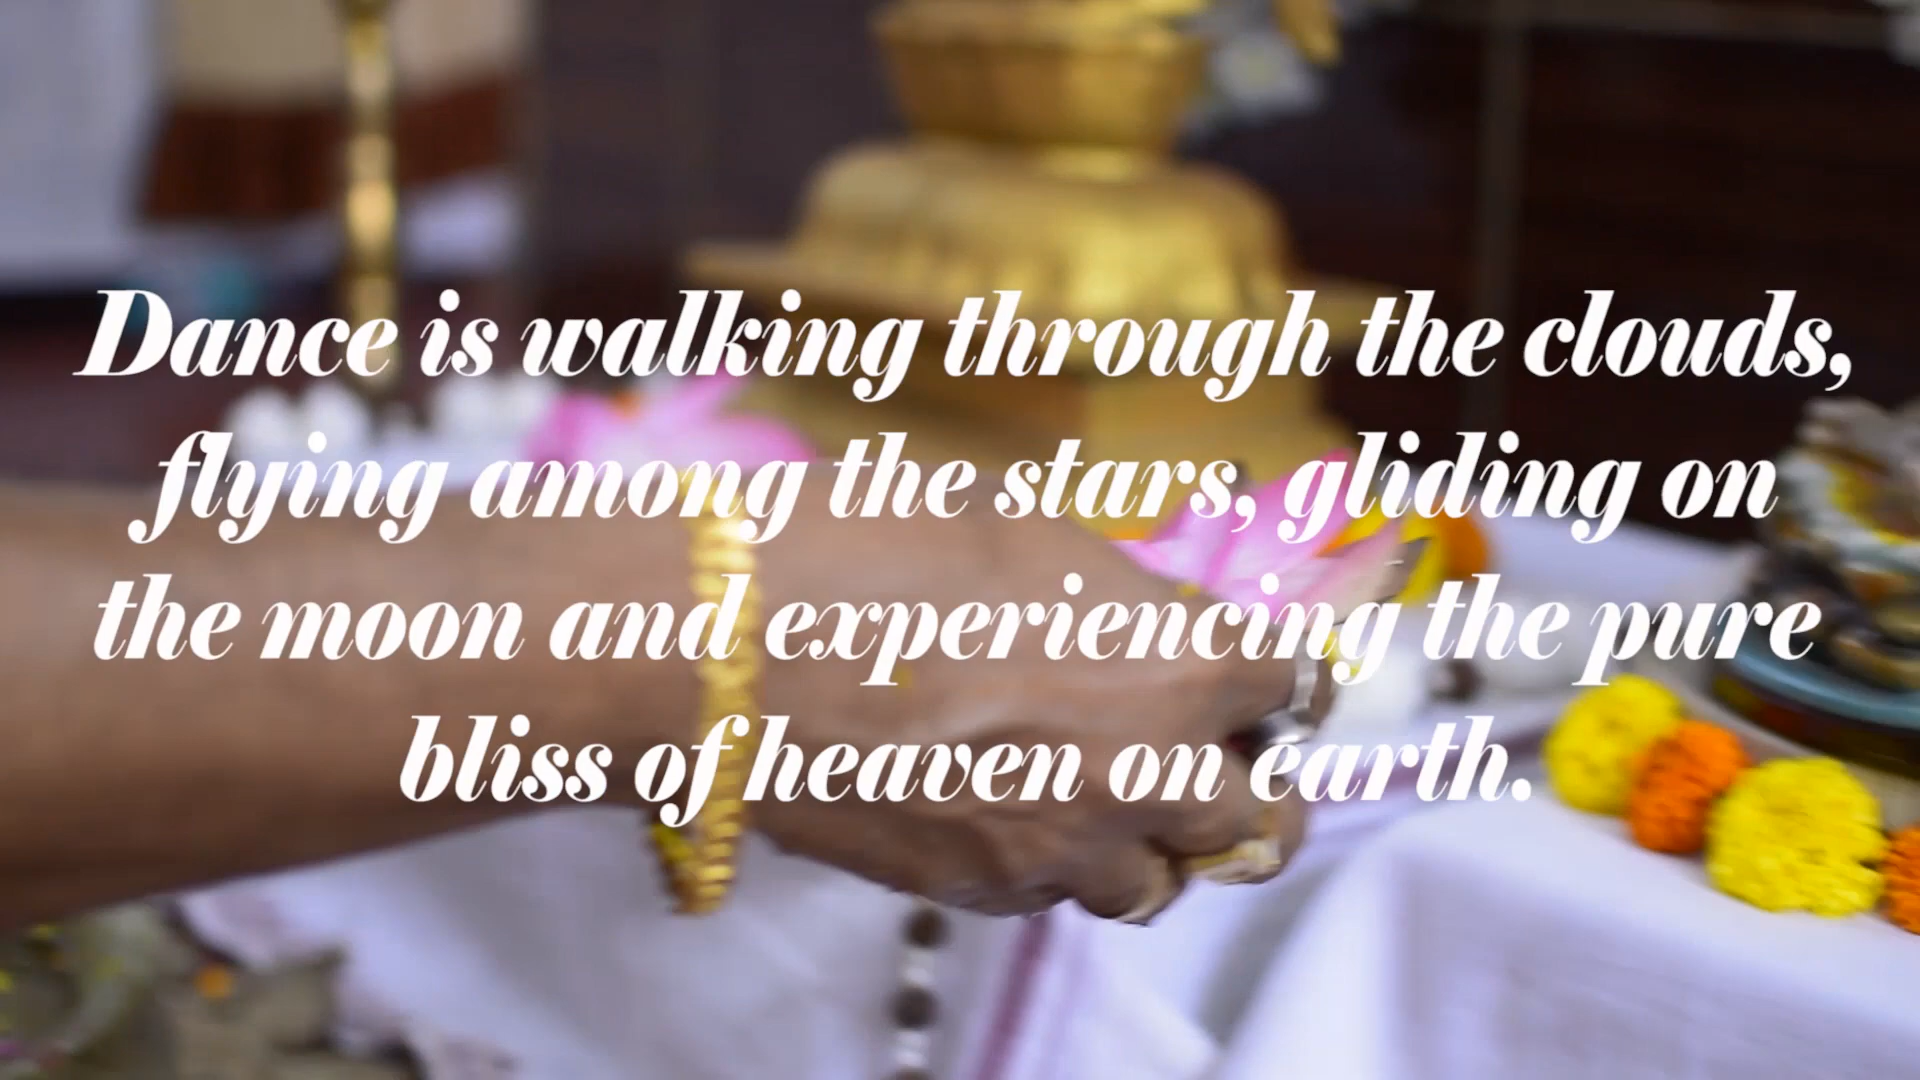 Dance is walking through the clouds,
flying among the stars, gliding on
the moon and experiencing the pure
bliss of heaven on earth.